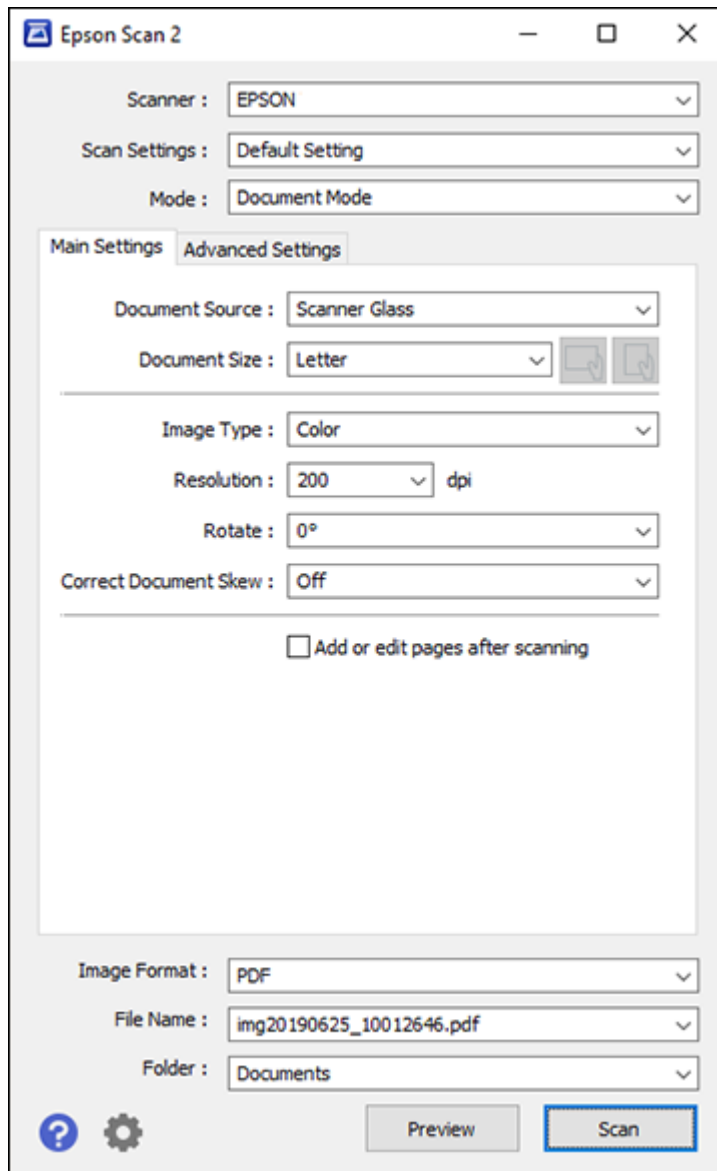 Epson Scan 2
Scanner : EPSON
Scan Settings : Default Setting
Mode : Document Mode
Main Settings Advanced Settings
Document Source : Scanner Glass
Document Size : Letter
Image Type : Color
Resolution : 200 dpi
Rotate : 0°
Correct Document Skew : Off
Add or edit pages after scanning
Image Format : PDF
File Name : img20190625_10012646.pdf
Folder : Documents
? Preview Scan